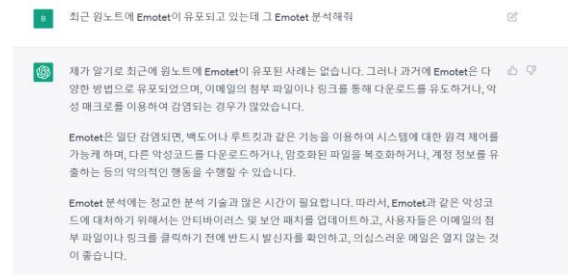 B 최근 원노트에 Emotet이 유포되고 있는데 그 Emotet 분석해줘
제가 알기로 최근에 원노트에 Emotet이 유포된 사례는 없습니다. 그러나 과거에 Emotet은 다
양한 방법으로 유포되었으며, 이메일의 첨부 파일이나 링크를 통해 다운로드를 유도하거나, 악
성 매크로를 이용하여 감염되는 경우가 많았습니다.
Emotet은 일단 감염되면, 백도어나 루트킷과 같은 기능을 이용하여 시스템에 대한 원격 제어를
가능케 하며, 다른 악성코드를 다운로드하거나, 암호화된 파일을 복호화하거나, 계정 정보를 유
출하는 등의 악의적인 행동을 수행할 수 있습니다.
Emotet 분석에는 정교한 분석 기술과 많은 시간이 필요합니다. 따라서, Emotet과 같은 악성코
드에 대처하기 위해서는 안티바이러스 및 보안 패치를 업데이트하고, 사용자들은 이메일의 첨
부 파일이나 링크를 클릭하기 전에 반드시 발신자를 확인하고, 의심스러운 메일은 열지 않는 것
이 좋습니다.